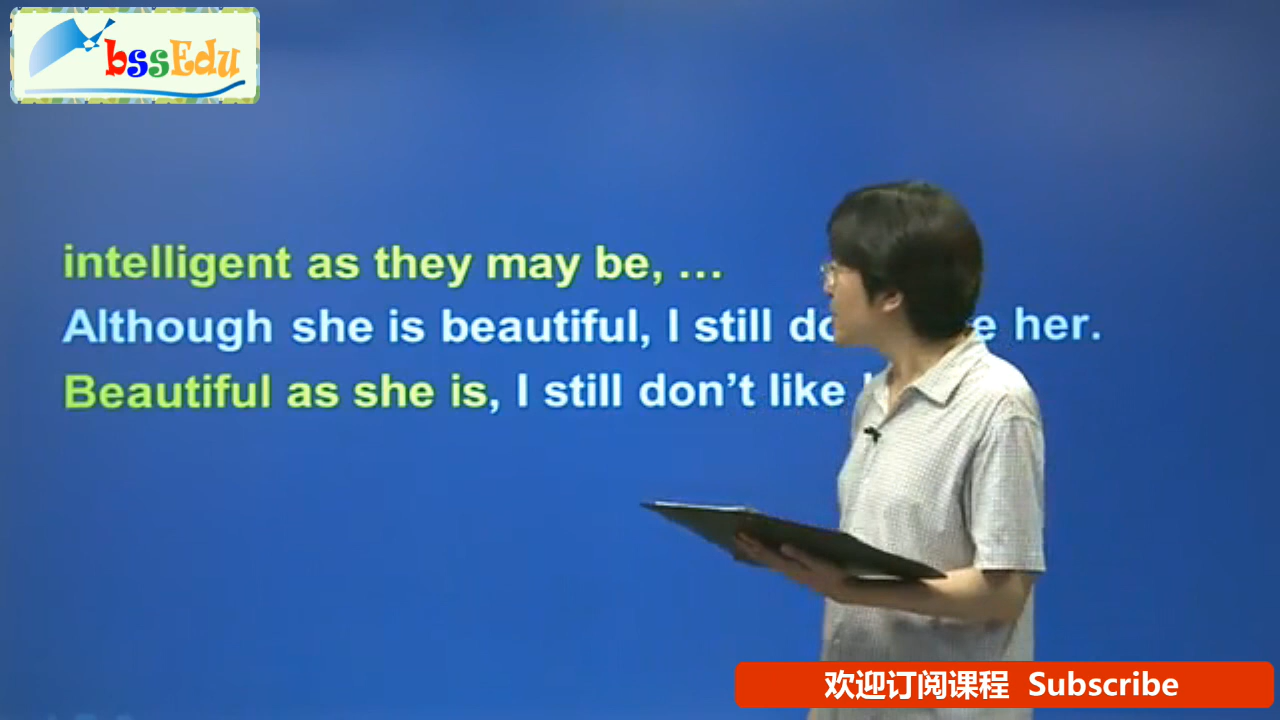 bssEdu
intelligent as they may be, …
Although she is beautiful, I still her.
Beautiful as she is, I still don’t like
欢迎订阅课程 Subscribe